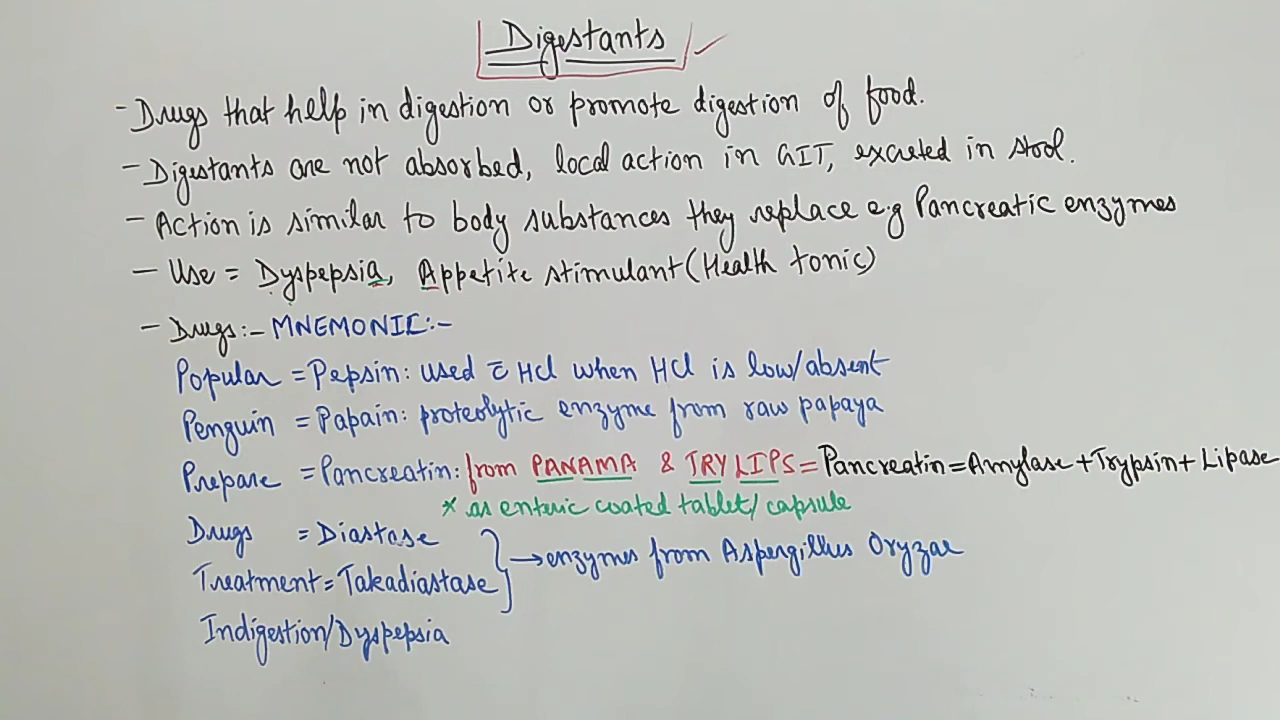 Digestants
- Drugs that help in digestion or promote digestion of food.
- Digestants are not absorbed, local action in GIT, excreted in stool.
- Action is similar to body substances they replace e.g Pancreatic enzymes
- Use = Dyspepsia, Appetite stimulant (Health tonic)
- Drugs:- MNEMONIC:-
Popular = Pepsin: used c̄ Hcl when HCl is low/absent
Penguin = Papain: proteolytic enzyme from raw papaya
Prepare = Pancreatin: from PANAMA & TRY LIPS = Pancreatin = Amylase + Trypsin + Lipase
* as enteric coated tablet/capsule
Drugs = Diastase
Treatment = Takadiastase } → enzymes from Aspergillus Oryzae
Indigestion/Dyspepsia